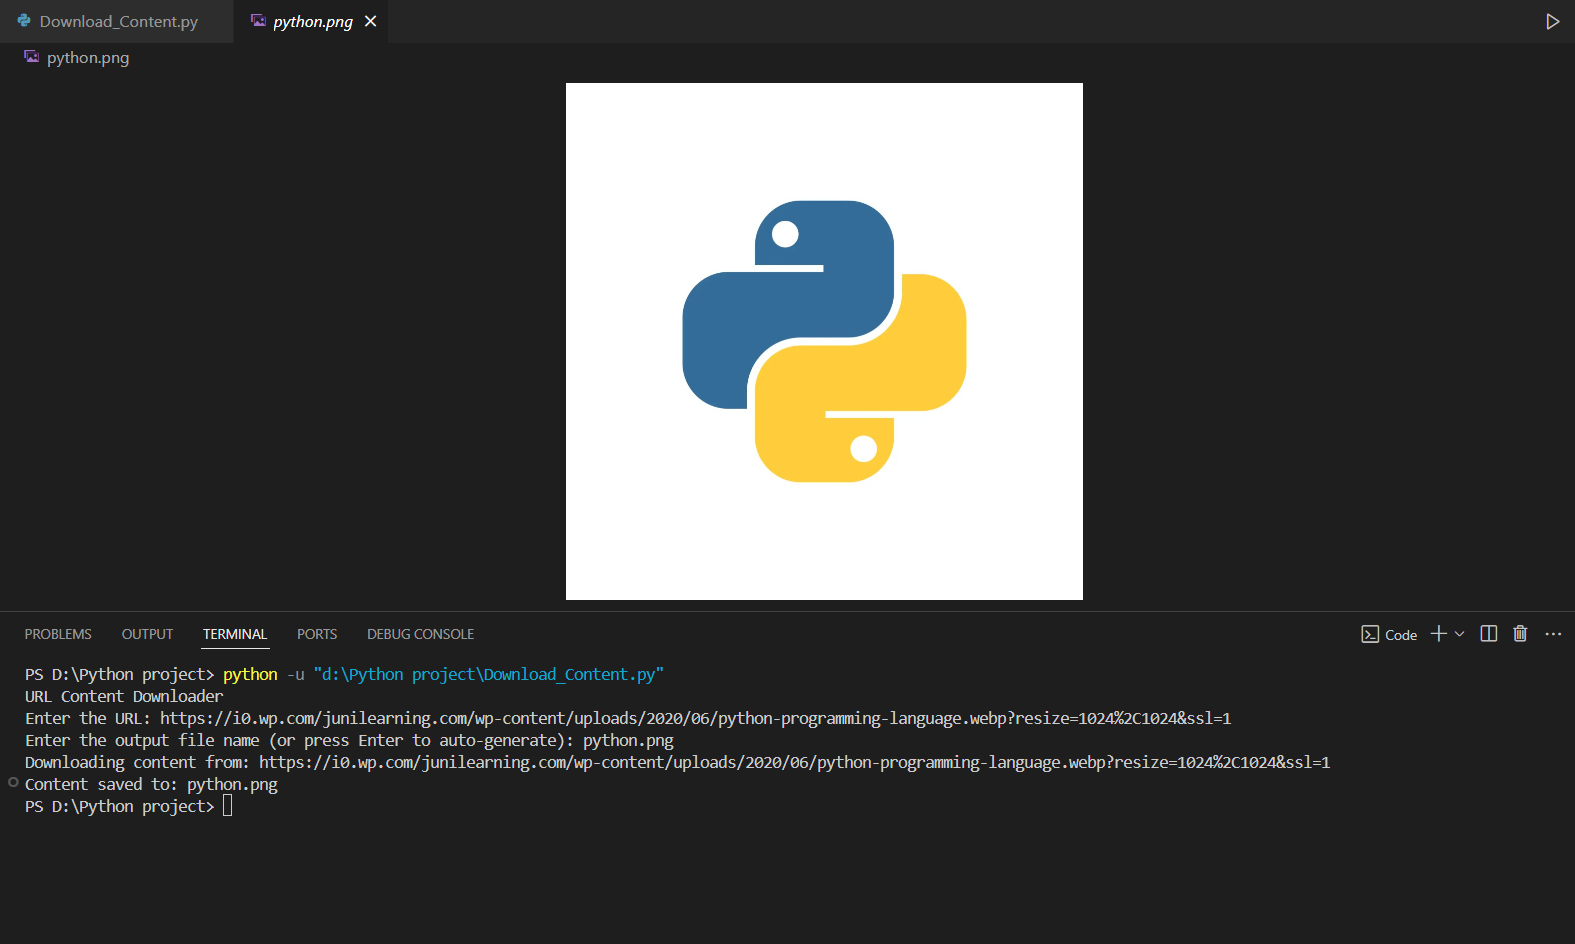 Download_Content.py python.png
python.png
PROBLEMS OUTPUT TERMINAL PORTS DEBUG CONSOLE Code
PS D:\Python project> python -u "d:\Python project\Download_Content.py"
URL Content Downloader
Enter the URL: https://i0.wp.com/junilearning.com/wp-content/uploads/2020/06/python-programming-language.webp?resize=1024%2C1024&ssl=1
Enter the output file name (or press Enter to auto-generate): python.png
Downloading content from: https://i0.wp.com/junilearning.com/wp-content/uploads/2020/06/python-programming-language.webp?resize=1024%2C1024&ssl=1
Content saved to: python.png
PS D:\Python project>